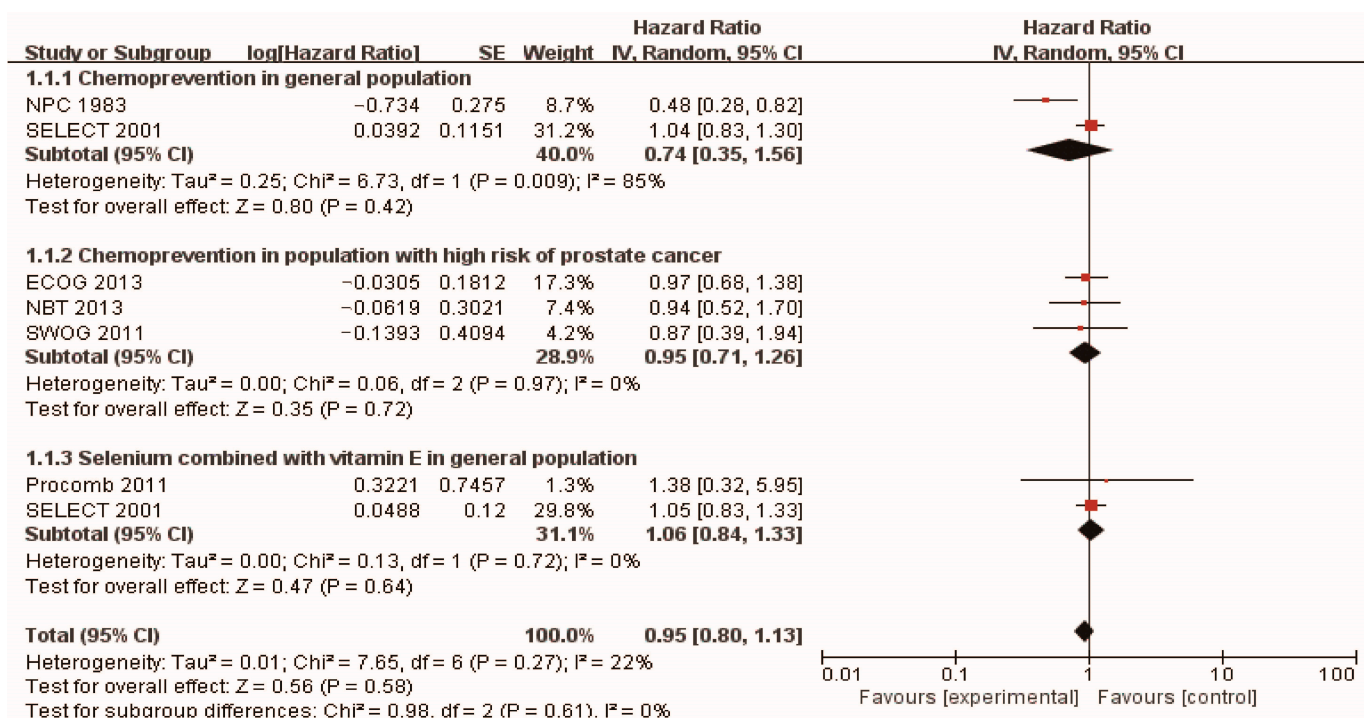 Hazard Ratio Hazard Ratio
Study or Subgroup log[Hazard Ratio] SE Weight IV, Random, 95% CI IV, Random, 95% CI
1.1.1 Chemoprevention in general population
NPC 1983 −0.734 0.275 8.7% 0.48 [0.28, 0.82]
SELECT 2001 0.0392 0.1151 31.2% 1.04 [0.83, 1.30]
Subtotal (95% CI) 40.0% 0.74 [0.35, 1.56]
Heterogeneity: Tau² = 0.25; Chi² = 6.73, df = 1 (P = 0.009); I² = 85%
Test for overall effect: Z = 0.80 (P = 0.42)
1.1.2 Chemoprevention in population with high risk of prostate cancer
ECOG 2013 −0.0305 0.1812 17.3% 0.97 [0.68, 1.38]
NBT 2013 −0.0619 0.3021 7.4% 0.94 [0.52, 1.70]
SWOG 2011 −0.1393 0.4094 4.2% 0.87 [0.39, 1.94]
Subtotal (95% CI) 28.9% 0.95 [0.71, 1.26]
Heterogeneity: Tau² = 0.00; Chi² = 0.06, df = 2 (P = 0.97); I² = 0%
Test for overall effect: Z = 0.35 (P = 0.72)
1.1.3 Selenium combined with vitamin E in general population
Procomb 2011 0.3221 0.7457 1.3% 1.38 [0.32, 5.95]
SELECT 2001 0.0488 0.12 29.8% 1.05 [0.83, 1.33]
Subtotal (95% CI) 31.1% 1.06 [0.84, 1.33]
Heterogeneity: Tau² = 0.00; Chi² = 0.13, df = 1 (P = 0.72); I² = 0%
Test for overall effect: Z = 0.47 (P = 0.64)
Total (95% CI) 100.0% 0.95 [0.80, 1.13]
Heterogeneity: Tau² = 0.01; Chi² = 7.65, df = 6 (P = 0.27); I² = 22%
Test for overall effect: Z = 0.56 (P = 0.58)
Test for subgroup differences: Chi² = 0.98, df = 2 (P = 0.61), I² = 0%
0.01 0.1 1 10 100
Favours [experimental] Favours [control]